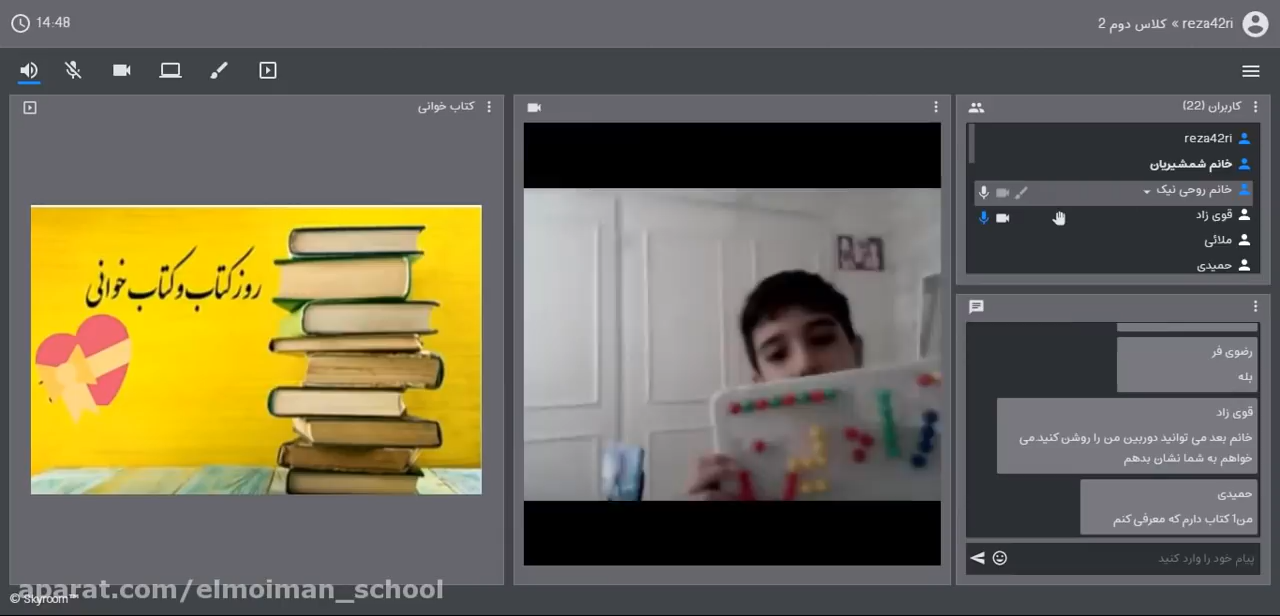 14:48
reza42ri » کلاس دوم 2
کتاب خوانی
روز کتاب و کتاب خوانی
کاربران (22)
reza42ri
خانم شمشیریان
خانم روحی نیک
قوی زاد
ملائی
حمیدی
رضوی فر
بله
قوی زاد
خانم بعد می توانید دوربین من را روشن کنید.می
خواهم به شما نشان بدهم
حمیدی
من1 کتاب دارم که معرفی کنم
پیام خود را وارد کنید
aparat.com/elmoiman_school
© Skyroom™